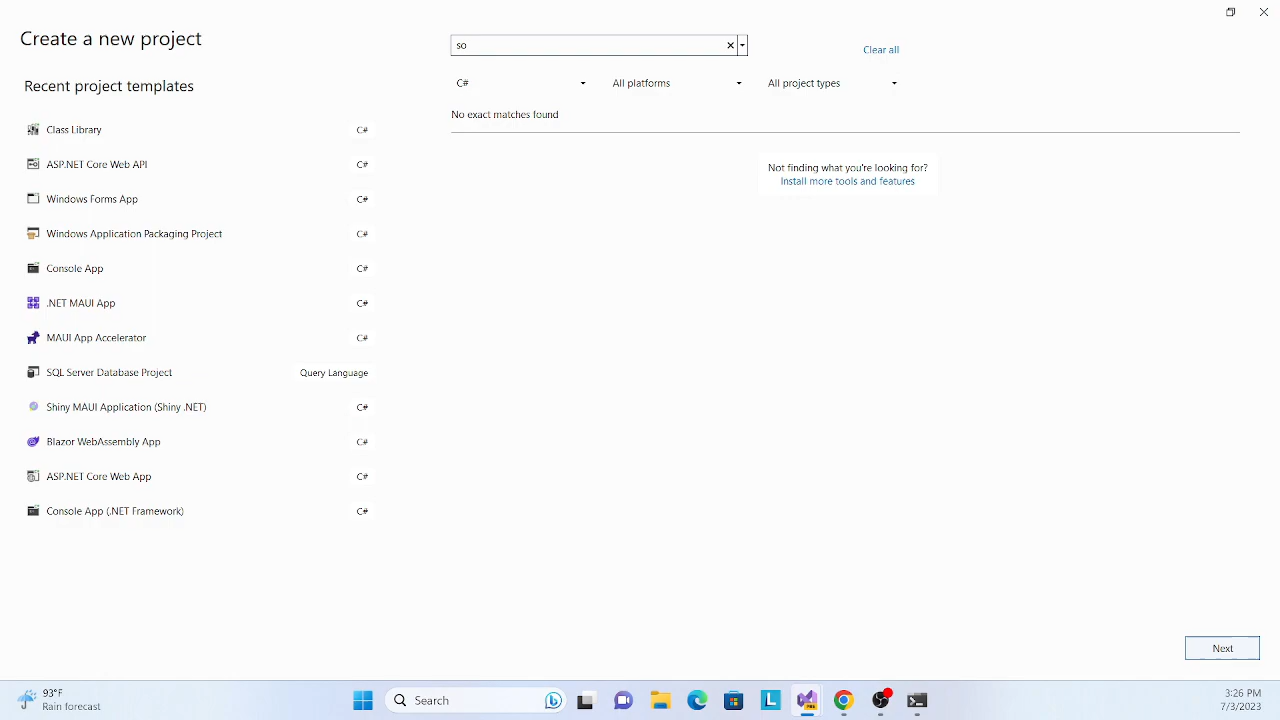 Create a new project
so
Clear all
Recent project templates
C#
All platforms
All project types
No exact matches found
Class Library C#
ASP.NET Core Web API C#
Not finding what you're looking for?
Install more tools and features
Windows Forms App C#
Windows Application Packaging Project C#
Console App C#
.NET MAUI App C#
MAUI App Accelerator C#
SQL Server Database Project Query Language
Shiny MAUI Application (Shiny .NET) C#
Blazor WebAssembly App C#
ASP.NET Core Web App C#
Console App (.NET Framework) C#
Next
93°F
Rain forecast
Search
3:26 PM
7/3/2023